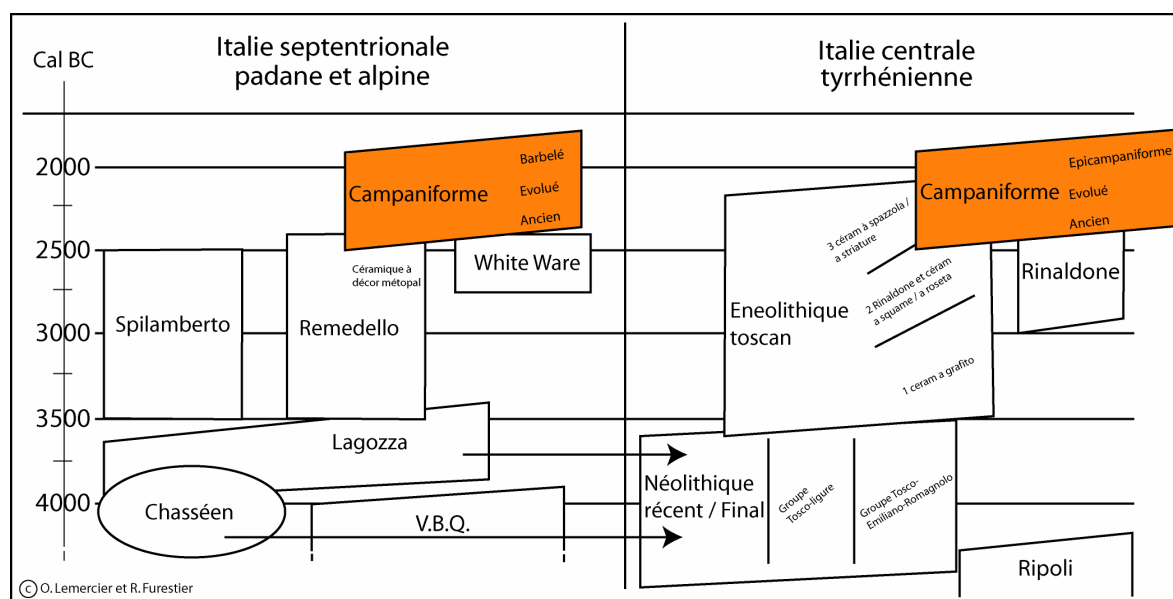 Cal BC
Italie septentrionale
padane et alpine
Italie centrale
tyrrhénienne
2000
2500
3000
3500
4000
Campaniforme
Barbelé
Evolué
Ancien
White Ware
Céramique à
décor métopal
Spilamberto
Remedello
Lagozza
Chasséen
V.B.Q.
Campaniforme
Epicampaniforme
Evolué
Ancien
3 céram à spazzola /
a striature
2 Rinaldone et céram
a squame / a roseta
1 ceram a grafito
Eneolithique
toscan
Rinaldone
Néolithique
récent / Final
Groupe
Tosco-ligure
Groupe Tosco-
Emiliano-Romagnolo
Ripoli
c O. Lemercier et R. Furestier